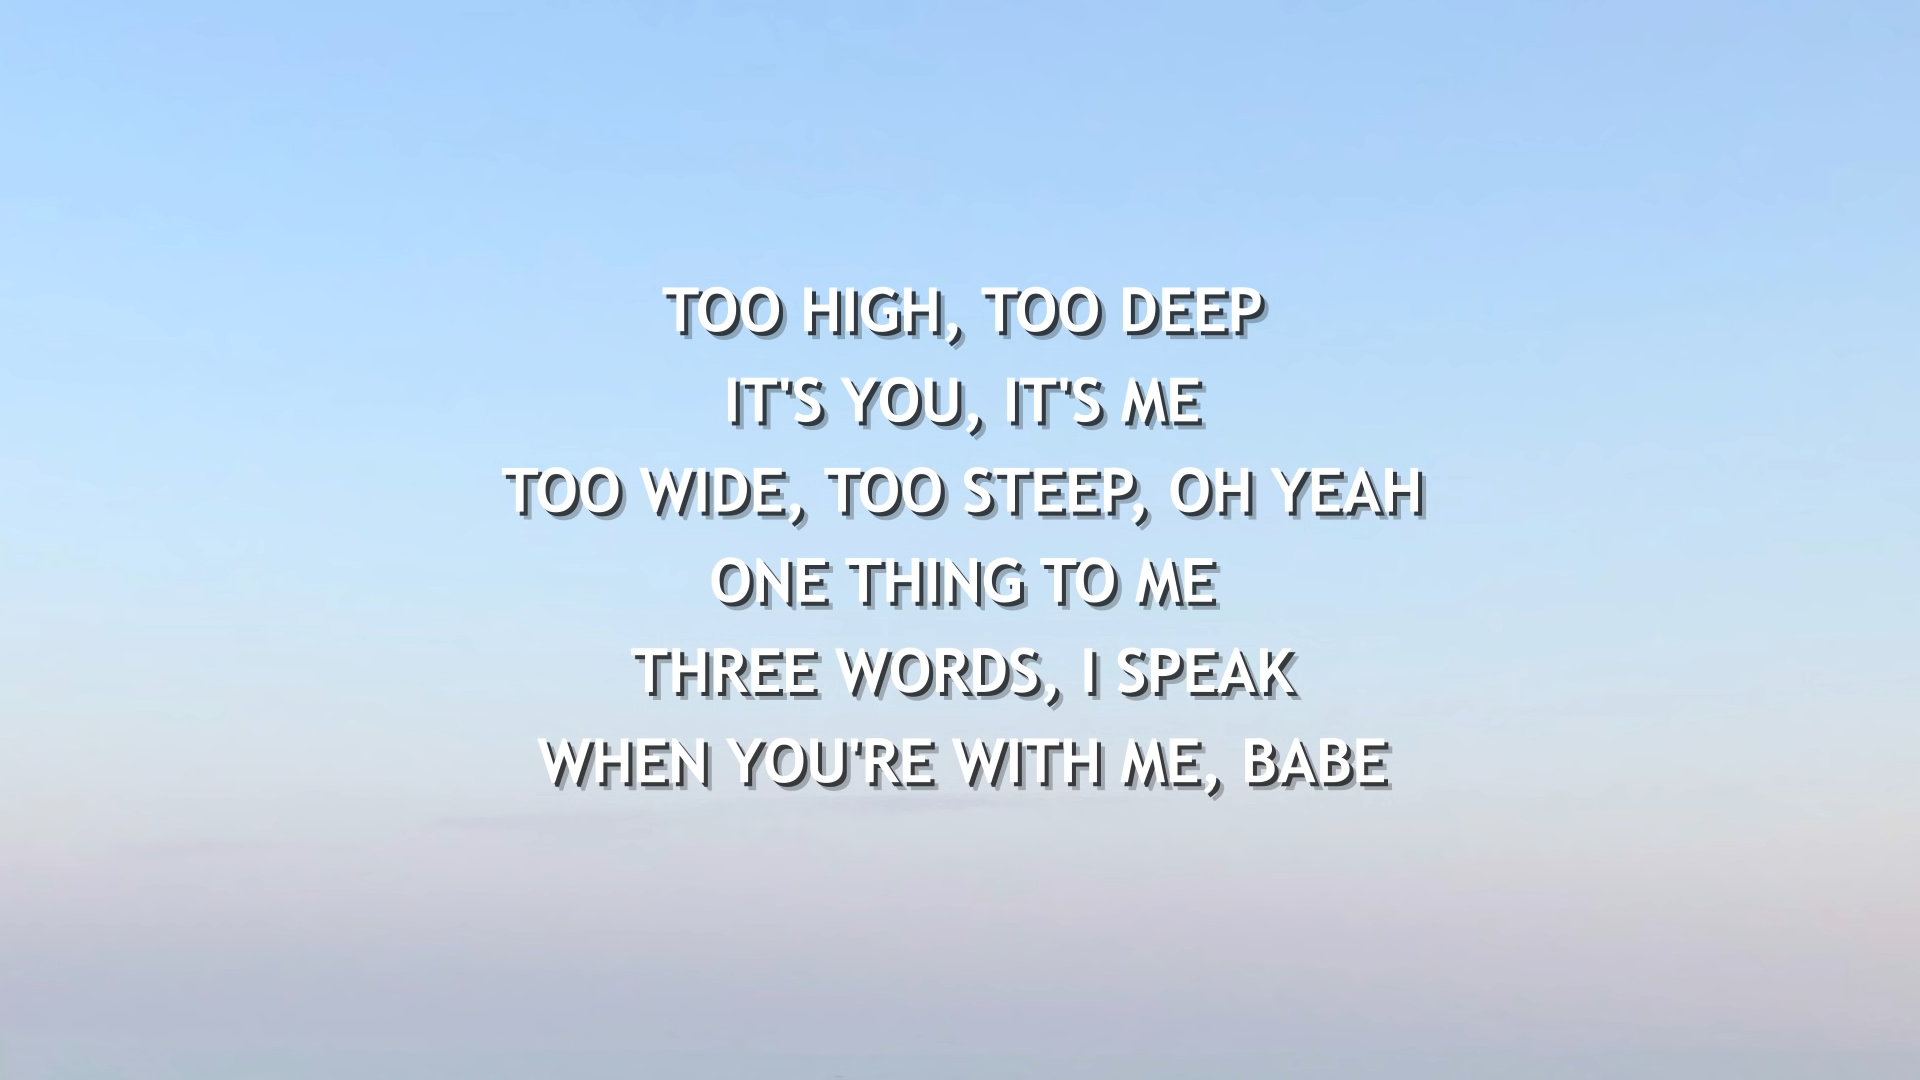 TOO HIGH, TOO DEEP
IT'S YOU, IT'S ME
TOO WIDE, TOO STEEP, OH YEAH
ONE THING TO ME
THREE WORDS, I SPEAK
WHEN YOU'RE WITH ME, BABE